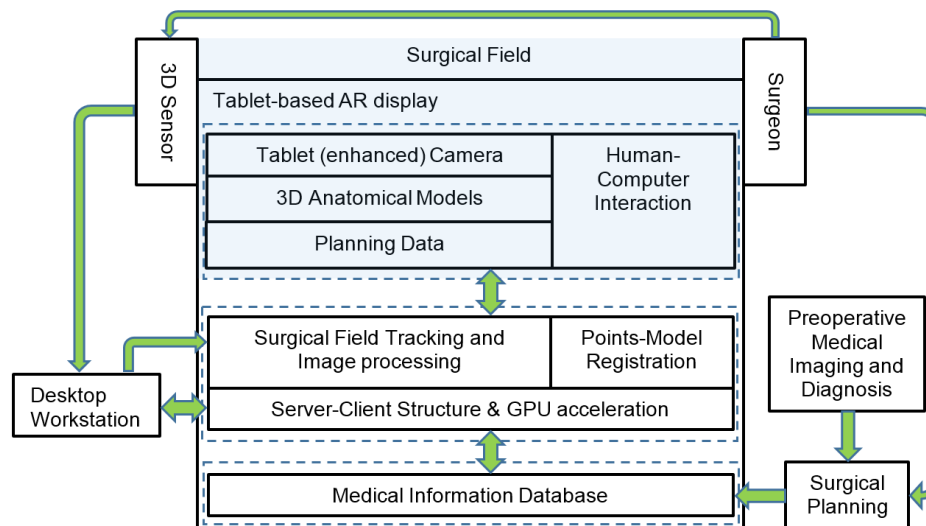 Surgical Field
3D Sensor
Surgeon
Tablet-based AR display
Tablet (enhanced) Camera
3D Anatomical Models
Planning Data
Human-
Computer
Interaction
Surgical Field Tracking and
Image processing
Points-Model
Registration
Server-Client Structure & GPU acceleration
Desktop
Workstation
Preoperative
Medical
Imaging and
Diagnosis
Medical Information Database
Surgical
Planning